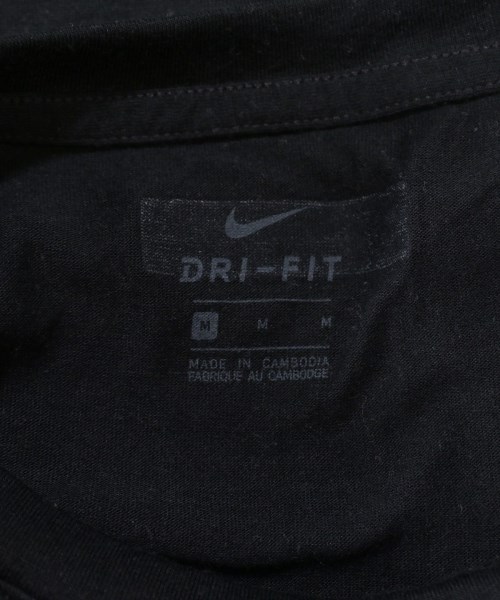 DRI-FIT
M M M
MADE IN CAMBODIA
FABRIQUE AU CAMBODGE